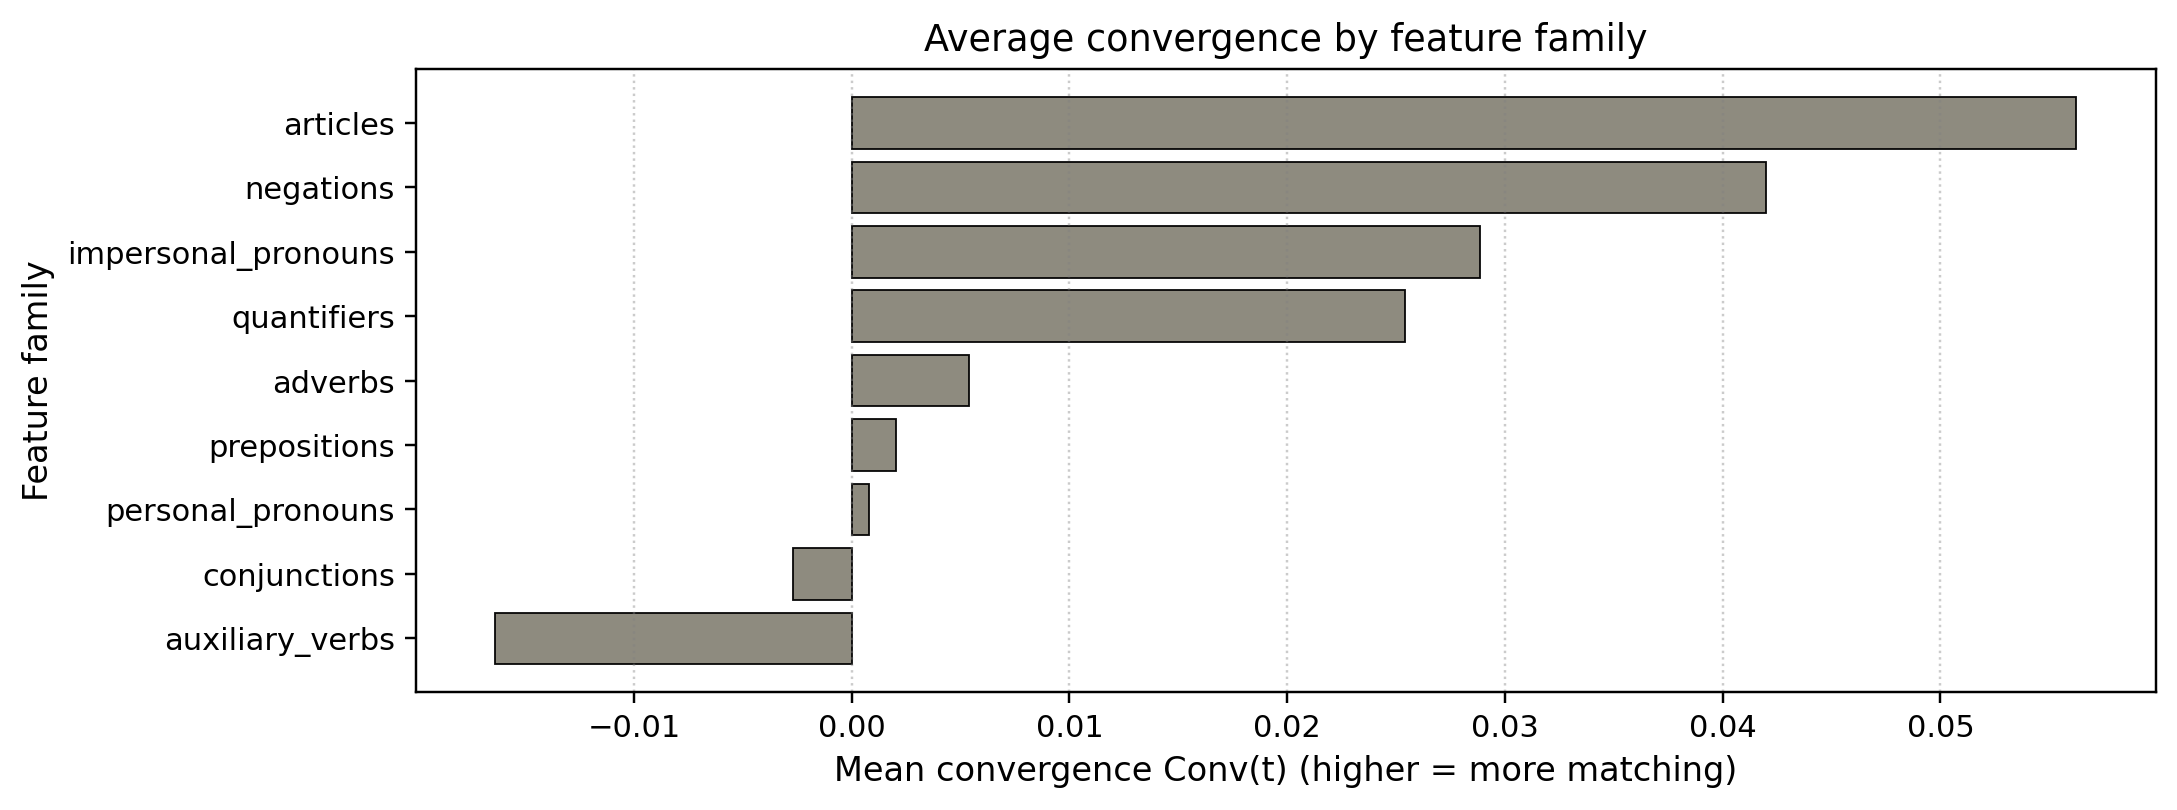 Average convergence by feature family
Feature family
articles
negations
impersonal_pronouns
quantifiers
adverbs
prepositions
personal_pronouns
conjunctions
auxiliary_verbs
−0.01 0.00 0.01 0.02 0.03 0.04 0.05
Mean convergence Conv(t) (higher = more matching)